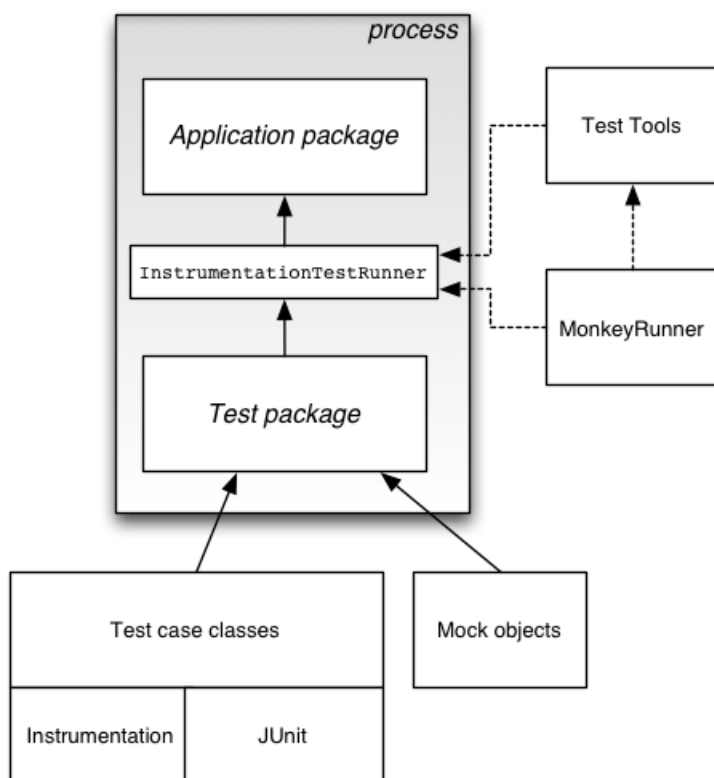 process
Application package
Test Tools
InstrumentationTestRunner
MonkeyRunner
Test package
Test case classes
Mock objects
Instrumentation
JUnit